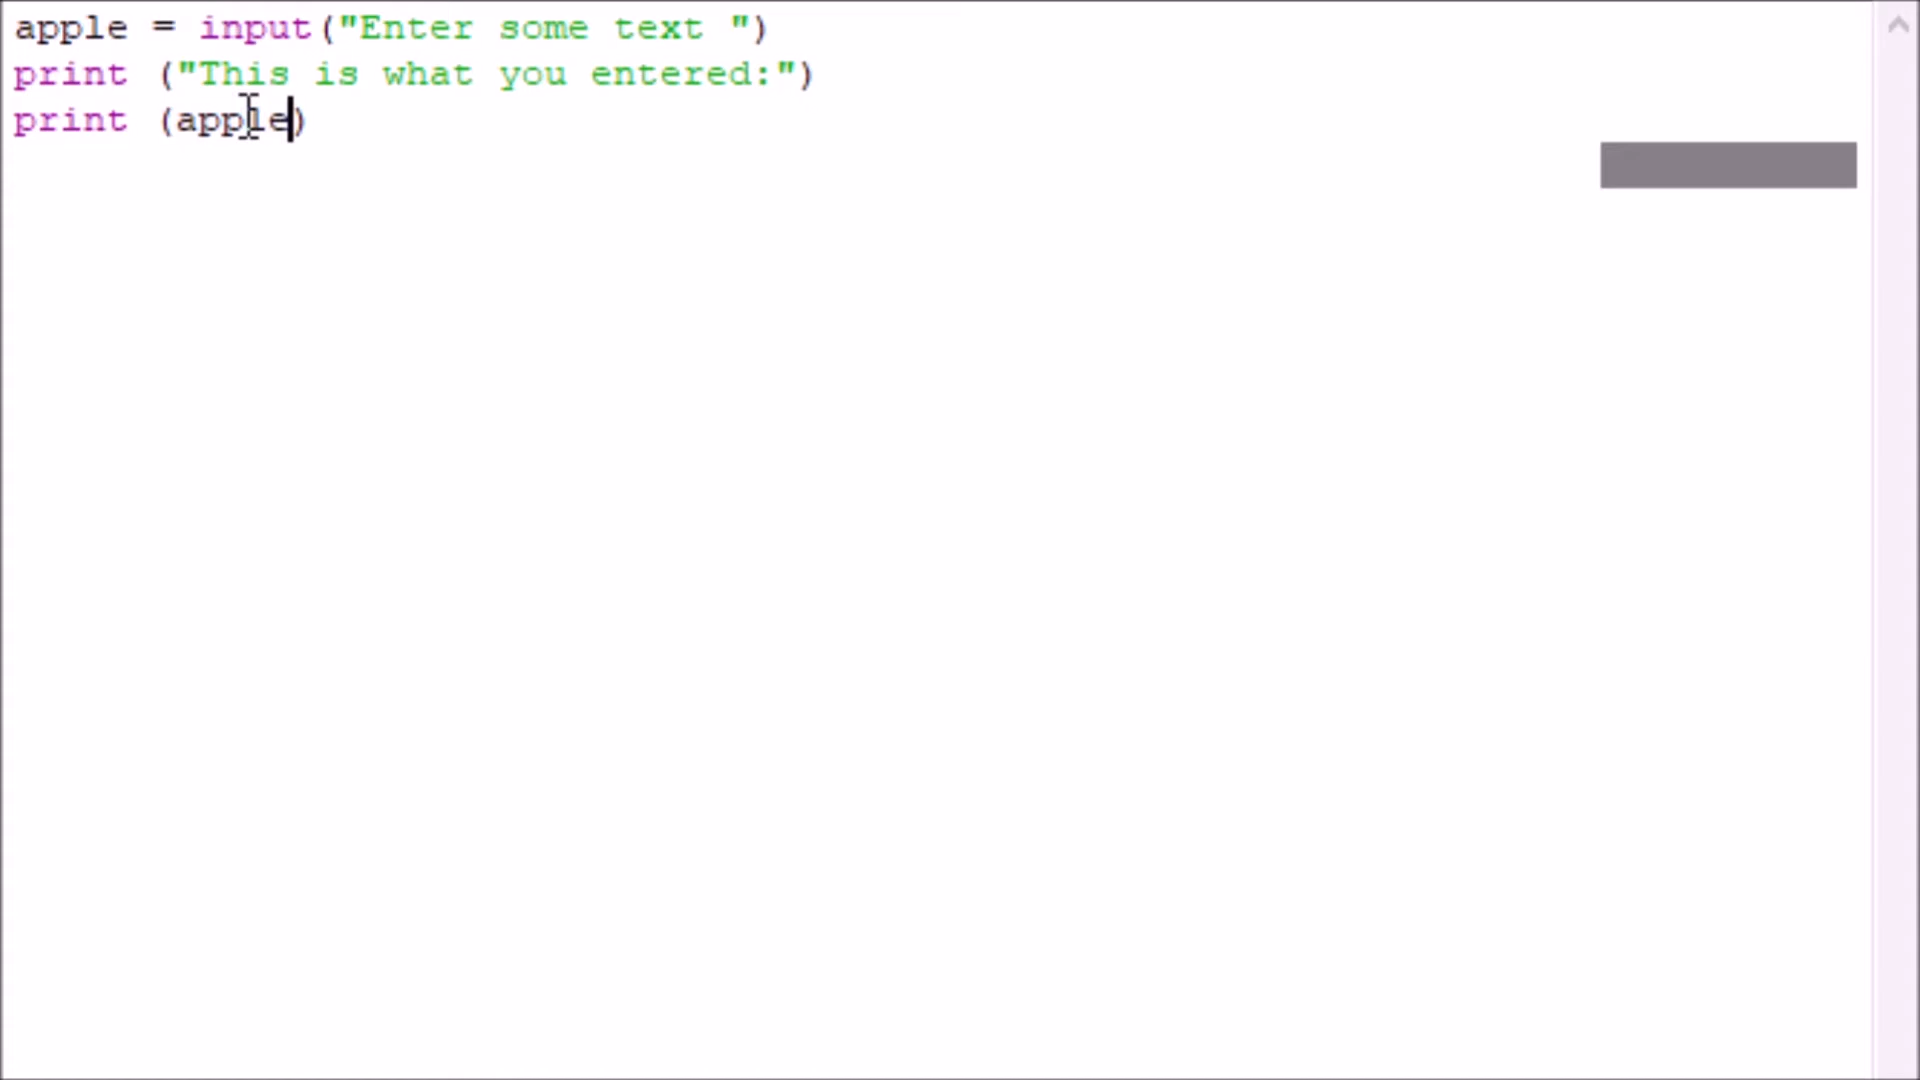 apple = input("Enter some text ")
print ("This is what you entered:")
print (apple)